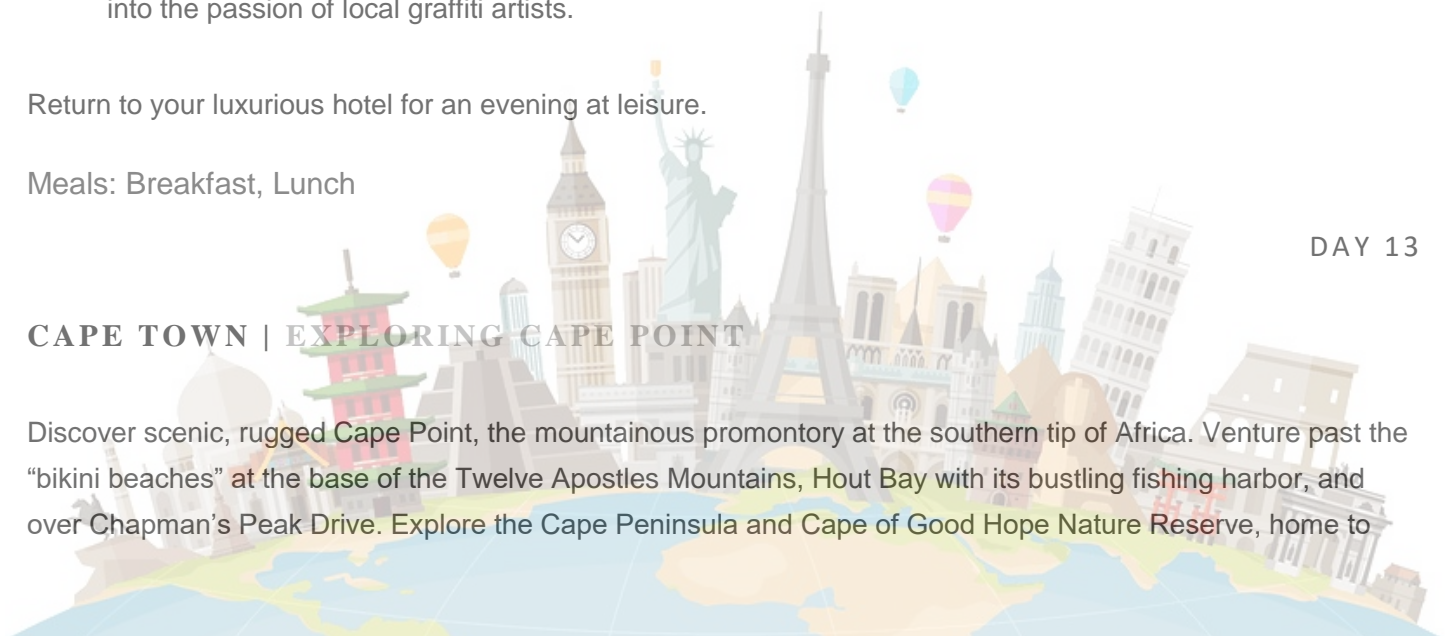 into the passion of local graffiti artists.
Return to your luxurious hotel for an evening at leisure.
Meals: Breakfast, Lunch
DAY 13
CAPE TOWN | EXPLORING CAPE POINT
Discover scenic, rugged Cape Point, the mountainous promontory at the southern tip of Africa. Venture past the
“bikini beaches” at the base of the Twelve Apostles Mountains, Hout Bay with its bustling fishing harbor, and
over Chapman’s Peak Drive. Explore the Cape Peninsula and Cape of Good Hope Nature Reserve, home to